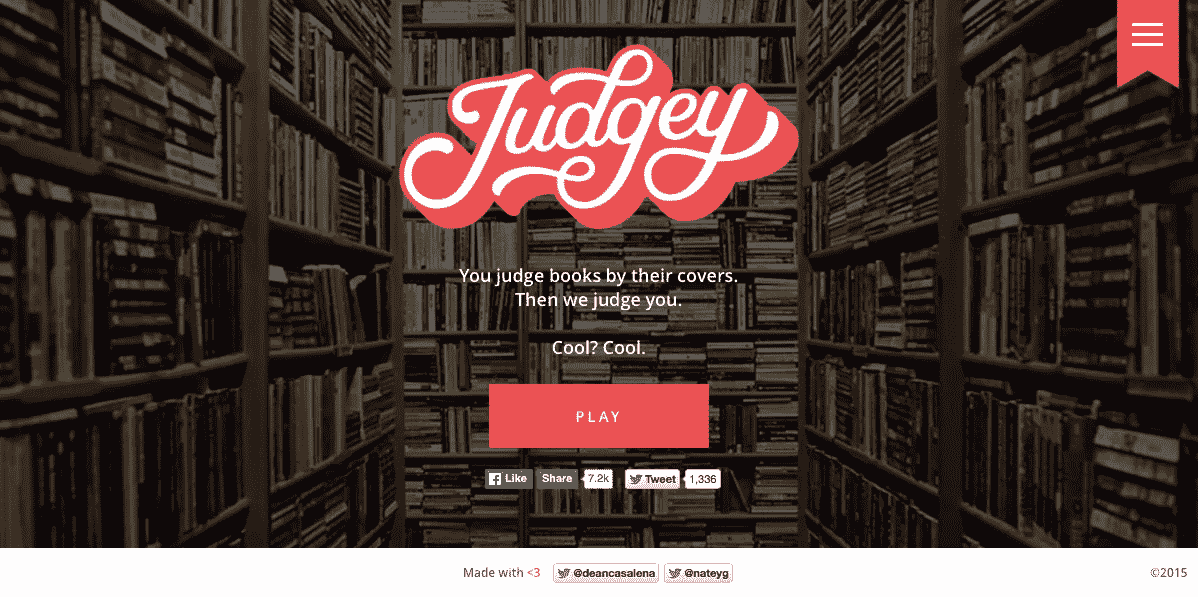 Judgey
You judge books by their covers.
Then we judge you.
Cool? Cool.
PLAY
Like Share 7.2k Tweet 1,336
Made with <3 @deancasalena @nateyg ©2015